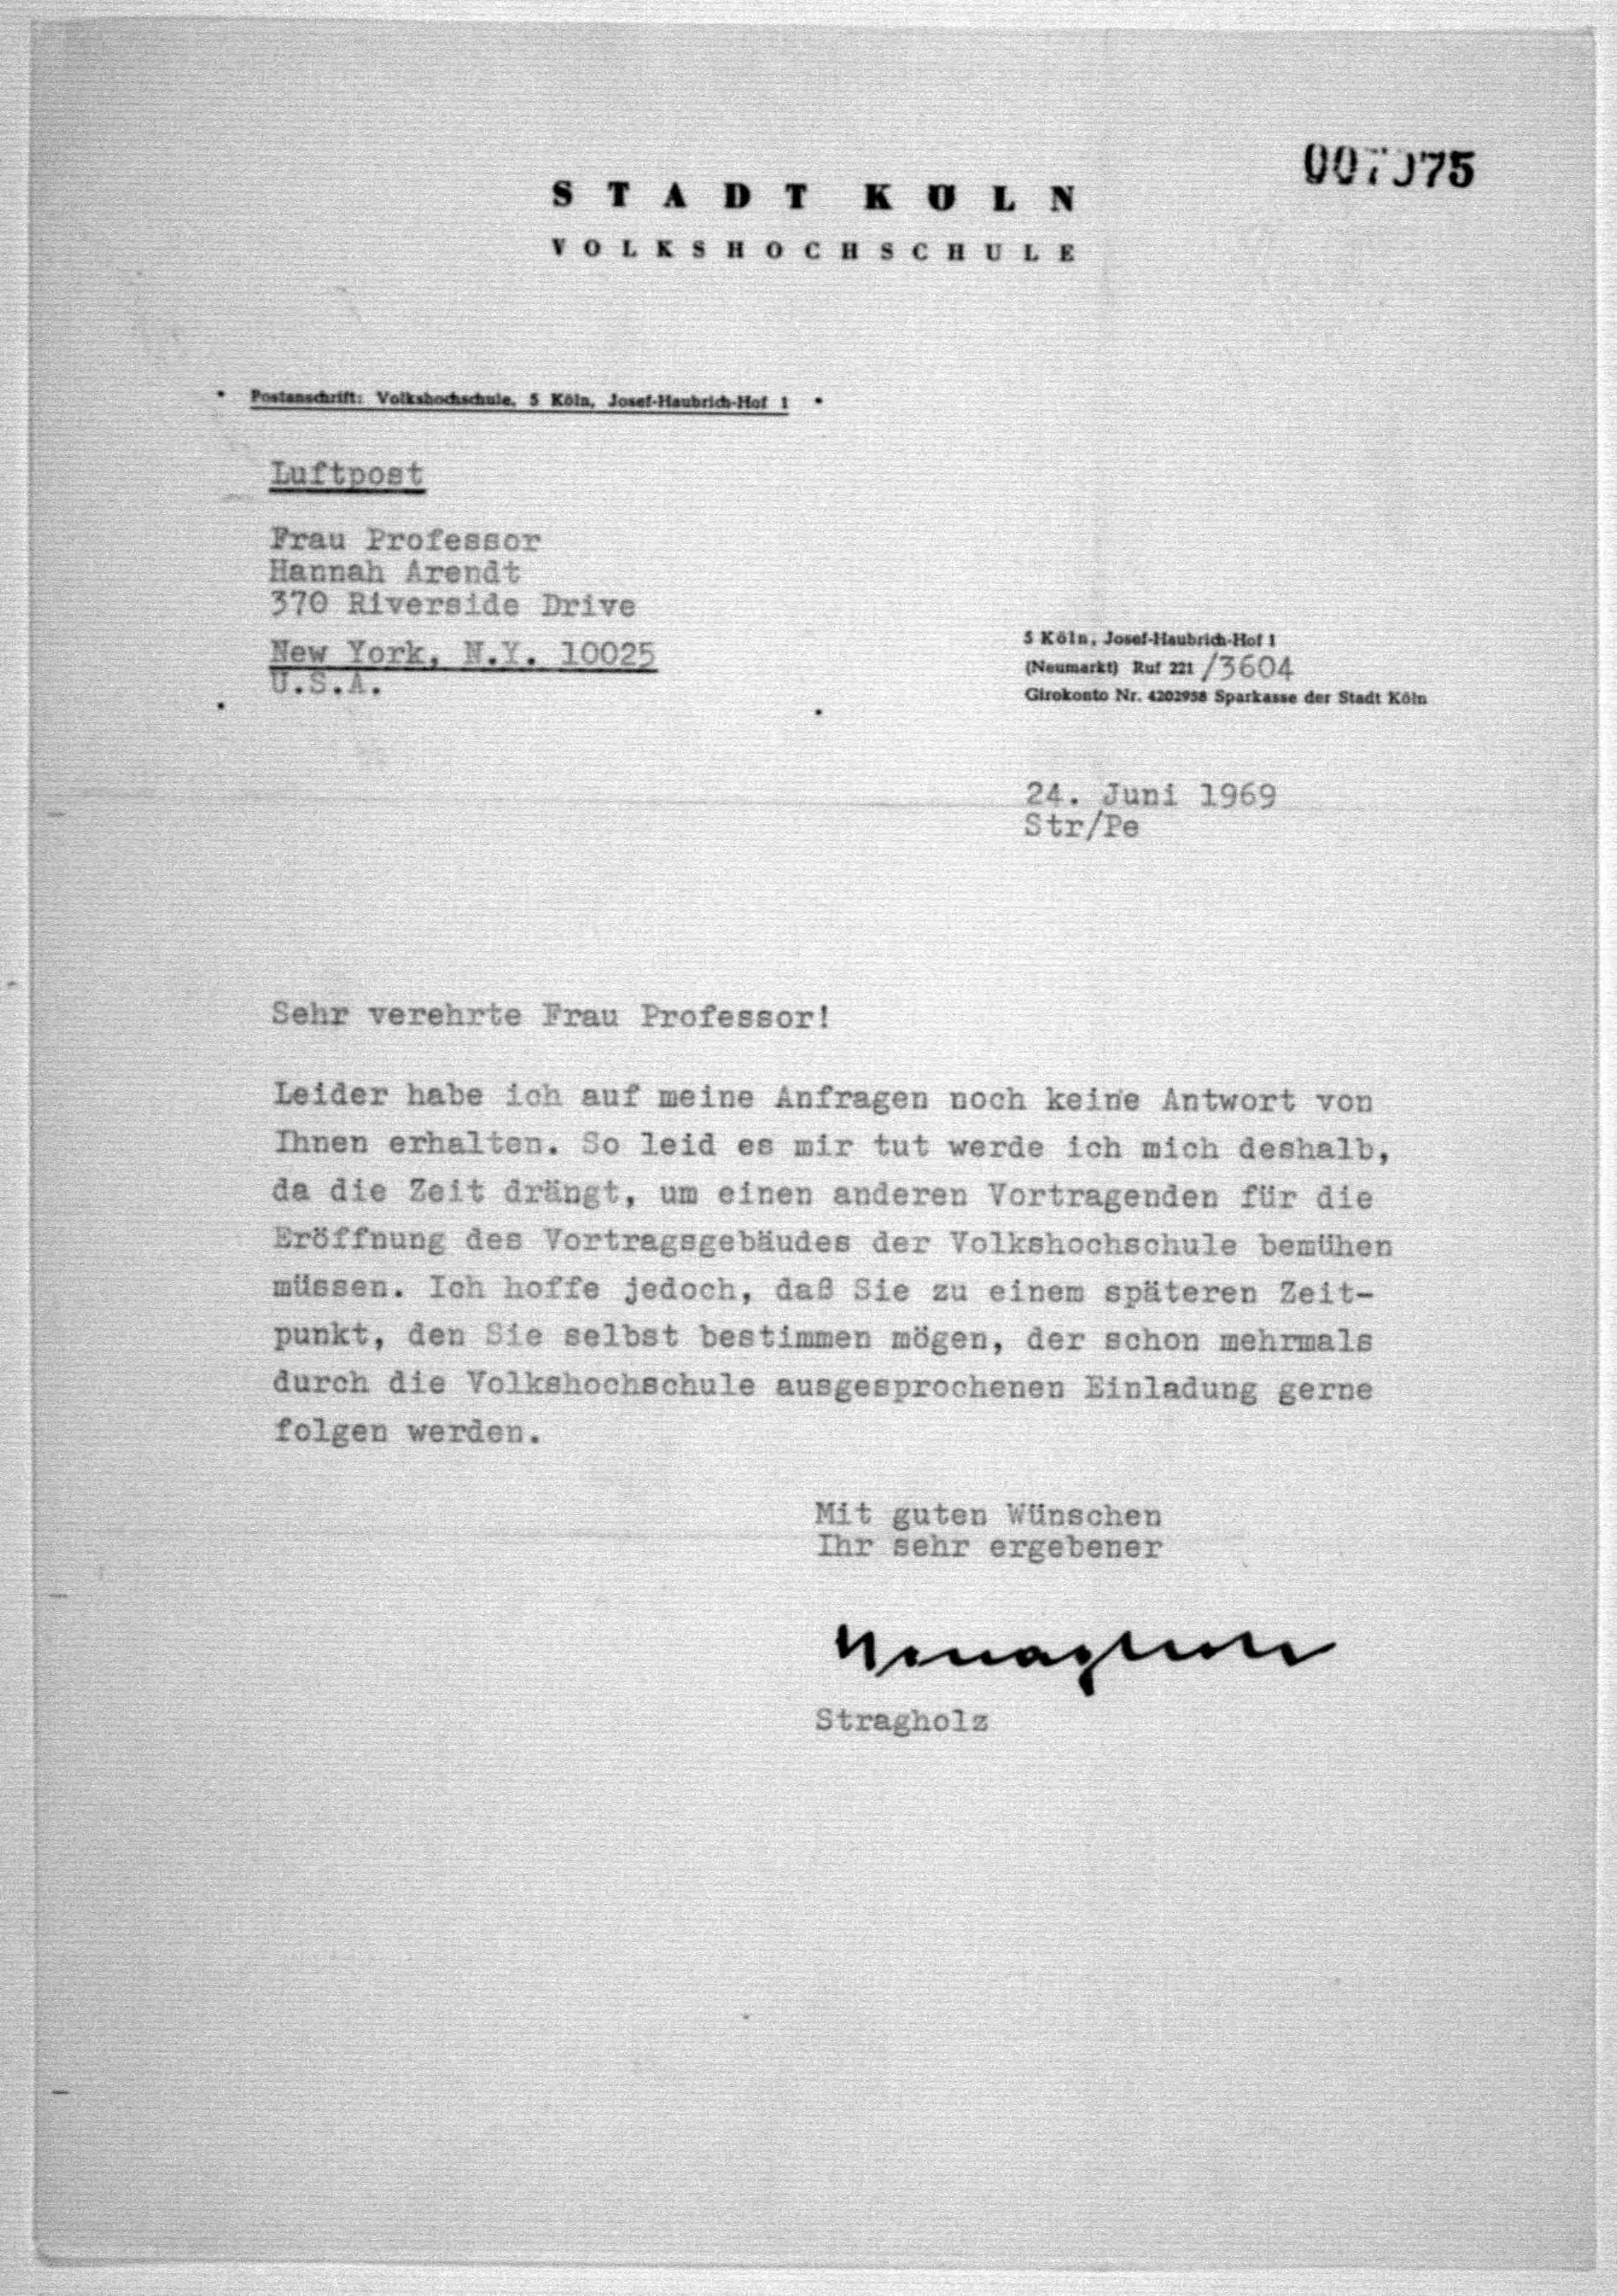 007075
STADT KÖLN
VOLKSHOCHSCHULE
Postanschrift: Volkshochschule, 5 Köln, Josef-Haubrich-Hof 1
Luftpost
Frau Professor
Hannah Arendt
370 Riverside Drive
New York, N.Y. 10025
U.S.A.
5 Köln, Josef-Haubrich-Hof 1
(Neumarkt) Ruf 221 /3604
Girokonto Nr. 4202958 Sparkasse der Stadt Köln
24. Juni 1969
Str/Pe
Sehr verehrte Frau Professor!
Leider habe ich auf meine Anfragen noch keine Antwort von
Ihnen erhalten. So leid es mir tut werde ich mich deshalb,
da die Zeit drängt, um einen anderen Vortragenden für die
Eröffnung des Vortragsgebäudes der Volkshochschule bemühen
müssen. Ich hoffe jedoch, daß Sie zu einem späteren Zeit-
punkt, den Sie selbst bestimmen mögen, der schon mehrmals
durch die Volkshochschule ausgesprochenen Einladung gerne
folgen werden.
Mit guten Wünschen
Ihr sehr ergebener
Stragholz